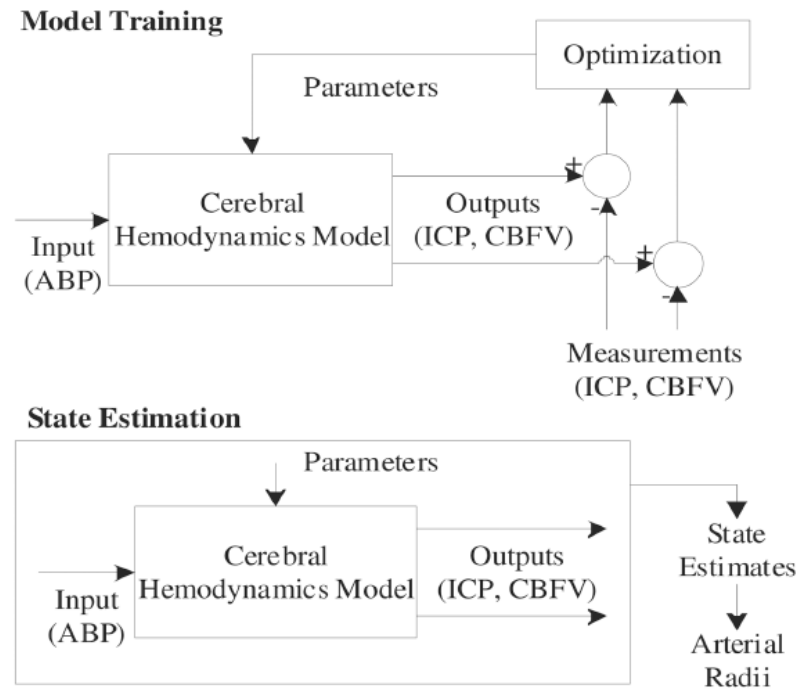 Model Training
Optimization
Parameters
Cerebral
Hemodynamics Model
Input
(ABP)
Outputs
(ICP, CBFV)
+
-
+
-
Measurements
(ICP, CBFV)
State Estimation
Parameters
Cerebral
Hemodynamics Model
Input
(ABP)
Outputs
(ICP, CBFV)
State
Estimates
Arterial
Radii